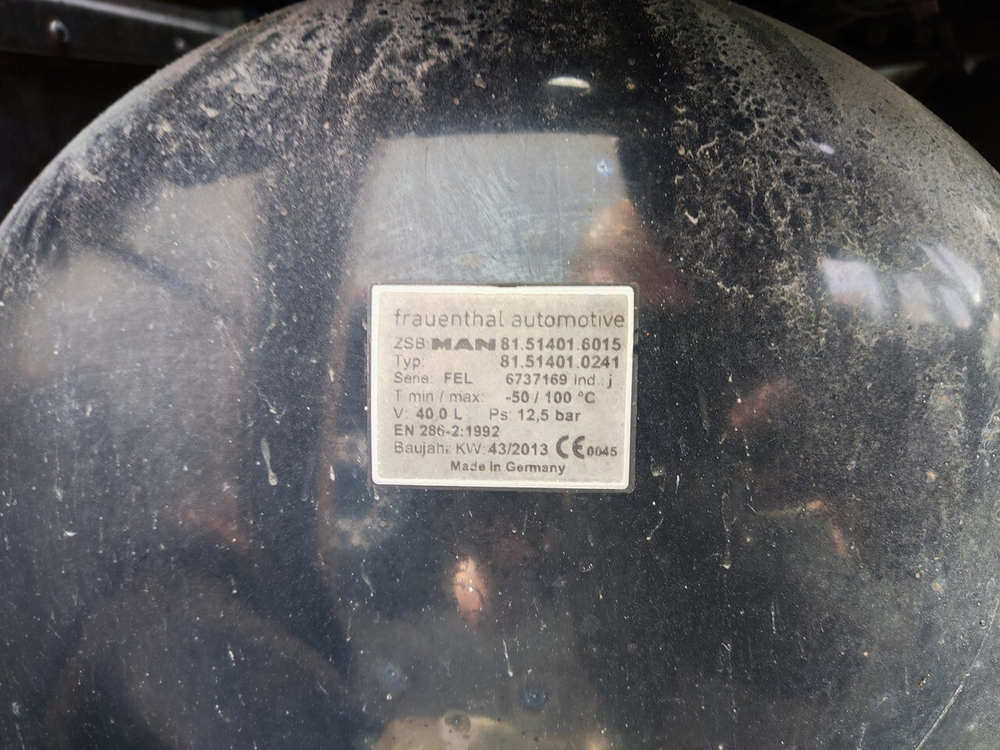 frauenthal automotive
ZSB: MAN 81.51401.6015
Typ: 81.51401.0241
Serie: FEL 6737169 ind.: j
T min / max: -50 / 100 °C
V: 40,0 L Ps: 12,5 bar
EN 286-2:1992
Baujahr: KW: 43/2013 CE 0045
Made in Germany